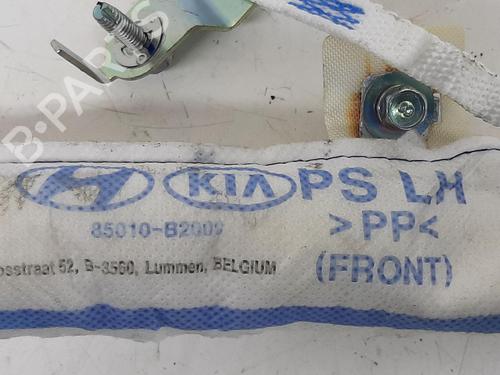 KIA PS LH
85010-B2000 >PP<
osstraat 52, B-3560, Lummen, BELGIUM (FRONT)
B-PARTS